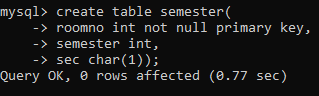 mysql> create table semester(
    -> roomno int not null primary key,
    -> semester int,
    -> sec char(1));
Query OK, 0 rows affected (0.77 sec)